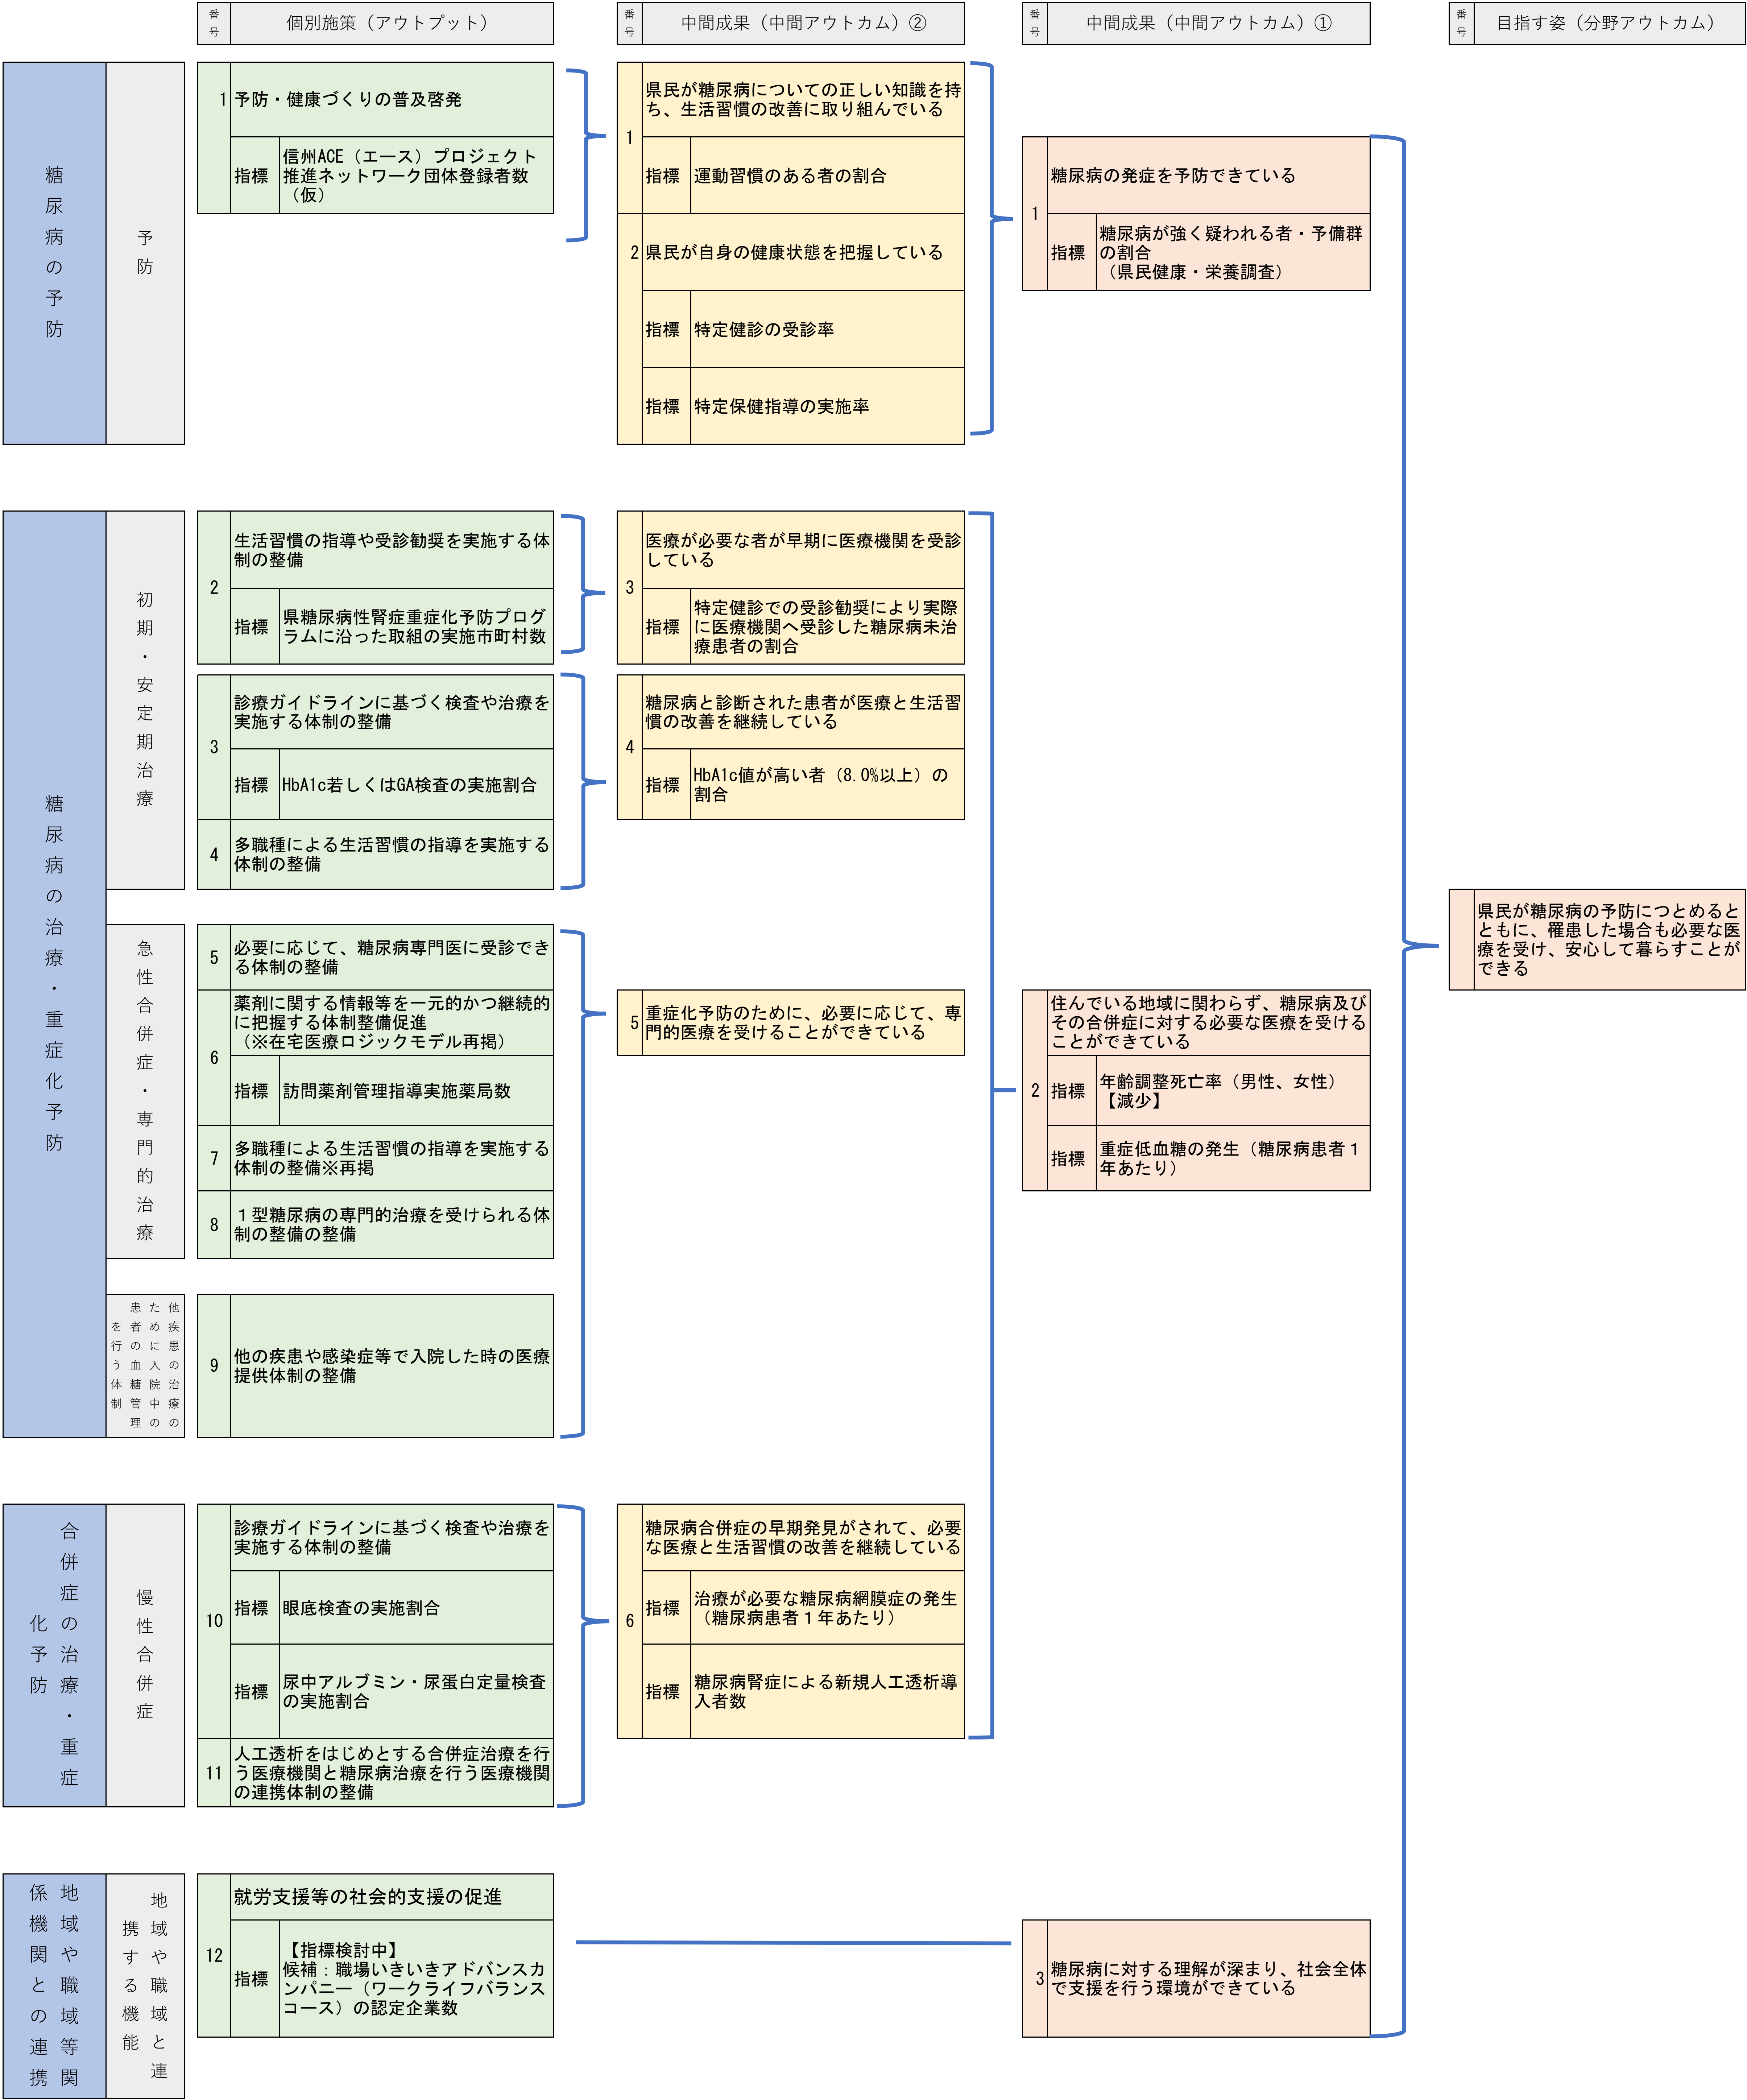 番号
個別施策（アウトプット）
番号
中間成果（中間アウトカム）②
番号
中間成果（中間アウトカム）①
番号
目指す姿（分野アウトカム）
糖尿病の予防
予防
1
予防・健康づくりの普及啓発
指標
信州ACE（エース）プロジェクト
推進ネットワーク団体登録者数
（仮）
1
県民が糖尿病についての正しい知識を持
ち、生活習慣の改善に取り組んでいる
指標
運動習慣のある者の割合
2
県民が自身の健康状態を把握している
指標
特定健診の受診率
指標
特定保健指導の実施率
1
糖尿病の発症を予防できている
指標
糖尿病が強く疑われる者・予備群
の割合
（県民健康・栄養調査）
糖尿病の治療・重症化予防
初期・安定期治療
2
生活習慣の指導や受診勧奨を実施する体
制の整備
指標
県糖尿病性腎症重症化予防プログ
ラムに沿った取組の実施市町村数
3
医療が必要な者が早期に医療機関を受診
している
指標
特定健診での受診勧奨により実際
に医療機関へ受診した糖尿病未治
療患者の割合
3
診療ガイドラインに基づく検査や治療を
実施する体制の整備
指標
HbA1c若しくはGA検査の実施割合
4
多職種による生活習慣の指導を実施する
体制の整備
4
糖尿病と診断された患者が医療と生活習
慣の改善を継続している
指標
HbA1c値が高い者（8.0%以上）の
割合
急性合併症・専門的治療
5
必要に応じて、糖尿病専門医に受診でき
る体制の整備
6
薬剤に関する情報等を一元的かつ継続的
に把握する体制整備促進
（※在宅医療ロジックモデル再掲）
指標
訪問薬剤管理指導実施薬局数
7
多職種による生活習慣の指導を実施する
体制の整備※再掲
8
１型糖尿病の専門的治療を受けられる体
制の整備の整備
5
重症化予防のために、必要に応じて、専
門的医療を受けることができている
2
住んでいる地域に関わらず、糖尿病及び
その合併症に対する必要な医療を受ける
ことができている
指標
年齢調整死亡率（男性、女性）
【減少】
指標
重症低血糖の発生（糖尿病患者１
年あたり）
県民が糖尿病の予防につとめると
ともに、罹患した場合も必要な医
療を受け、安心して暮らすことが
できる
他疾患の治療の
ために入院中の
患者の血糖管理
を行う体制
9
他の疾患や感染症等で入院した時の医療
提供体制の整備
合併症の治療・重症
化予防
慢性合併症
10
診療ガイドラインに基づく検査や治療を
実施する体制の整備
指標
眼底検査の実施割合
指標
尿中アルブミン・尿蛋白定量検査
の実施割合
11
人工透析をはじめとする合併症治療を行
う医療機関と糖尿病治療を行う医療機関
の連携体制の整備
6
糖尿病合併症の早期発見がされて、必要
な医療と生活習慣の改善を継続している
指標
治療が必要な糖尿病網膜症の発生
（糖尿病患者１年あたり）
指標
糖尿病腎症による新規人工透析導
入者数
地域や職域等関
係機関との連携
地域や職域と連
携する機能
12
就労支援等の社会的支援の促進
指標
【指標検討中】
候補：職場いきいきアドバンスカ
ンパニー（ワークライフバランス
コース）の認定企業数
3
糖尿病に対する理解が深まり、社会全体
で支援を行う環境ができている